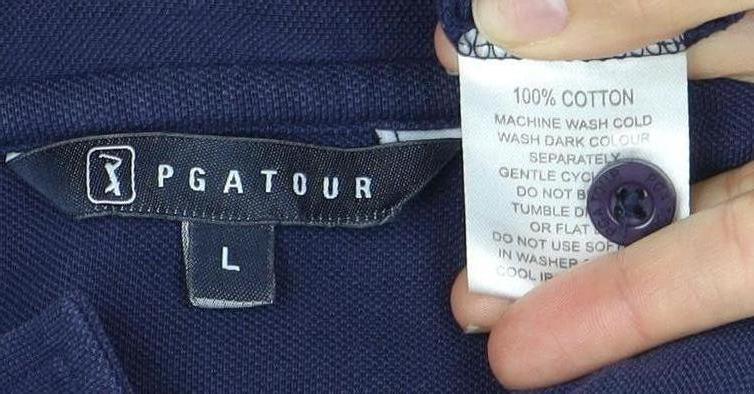 PGATOUR
L
100% COTTON
MACHINE WASH COLD
WASH DARK COLOUR
SEPARATELY
GENTLE
DO NOT
TUMBLE
OR FLAT
DO NOT USE
IN WASHER
COOL